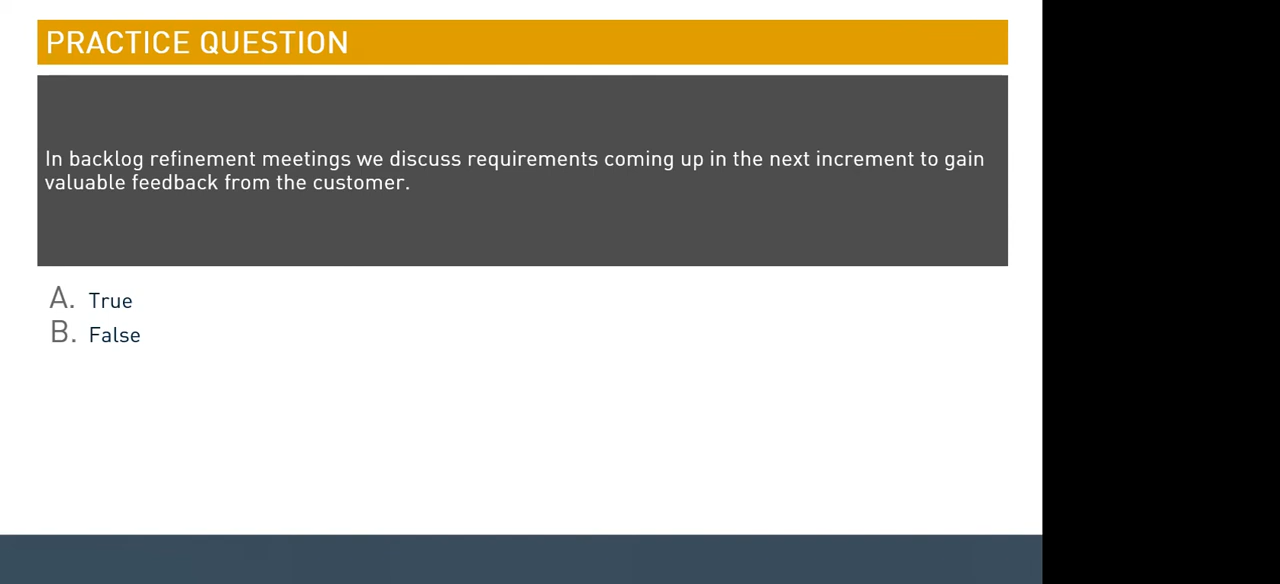 PRACTICE QUESTION
In backlog refinement meetings we discuss requirements coming up in the next increment to gain
valuable feedback from the customer.
A. True
B. False